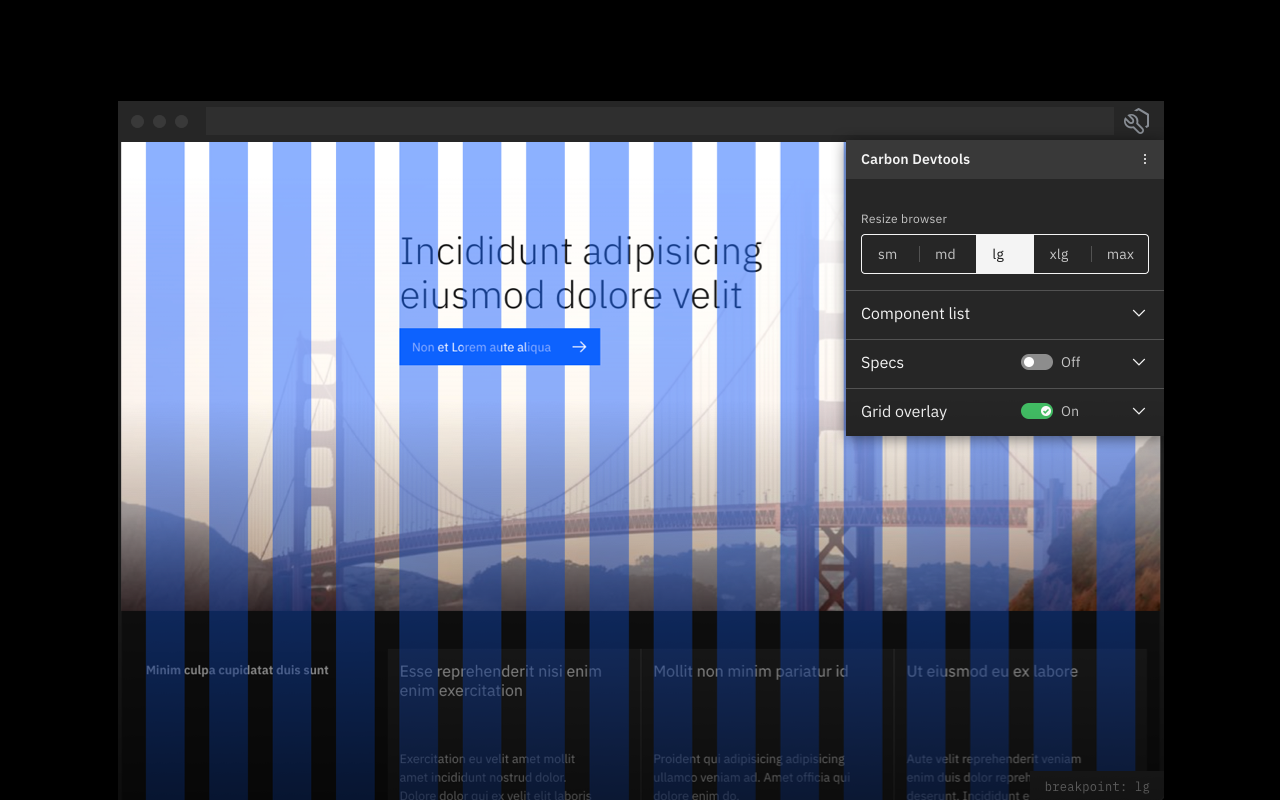 Carbon Devtools
Resize browser
sm md lg xlg max
Component list
Specs Off
Grid overlay On
Incididunt adipisicing
eiusmod dolore velit
Non et Lorem aute aliqua
Minim culpa cupidatat duis sunt
Esse reprehenderit nisi enim
enim exercitation
Exercitation eu velit amet mollit
amet incididunt nostrud dolor.
Dolore dolor qui ex velit elit laboris
Mollit non minim pariatur id
Proident qui adipisicing adipisicing
ullamco veniam ad. Amet officia qui
dolore enim do.
Ut eiusmod eu ex labore
Aute velit reprehenderit veniam
enim duis dolor repreh
deserunt. Incididunt e
breakpoint: lg